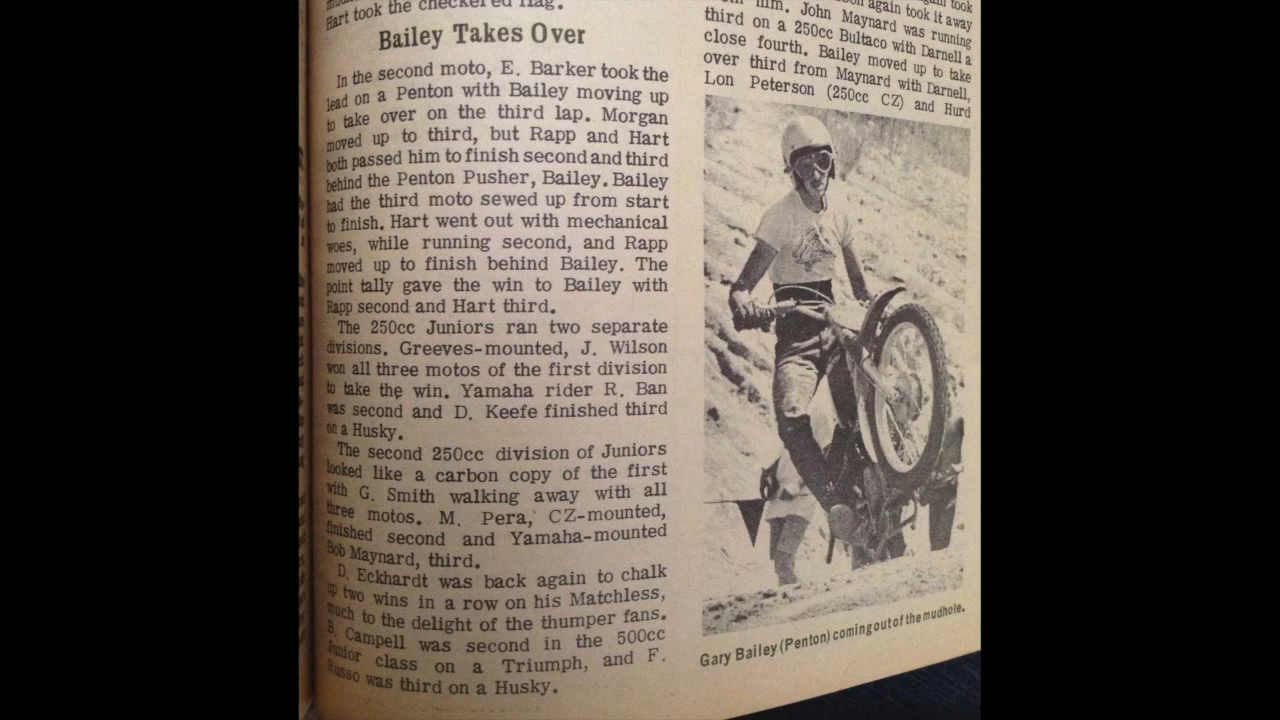 Hart took the checkered flag.
Bailey Takes Over
In the second moto, E. Barker took the
lead on a Penton with Bailey moving up
to take over on the third lap. Morgan
moved up to third, but Rapp and Hart
both passed him to finish second and third
behind the Penton Pusher, Bailey. Bailey
had the third moto sewed up from start
to finish. Hart went out with mechanical
woes, while running second, and Rapp
moved up to finish behind Bailey. The
point tally gave the win to Bailey with
Rapp second and Hart third.
The 250cc Juniors ran two separate
divisions. Greeves-mounted, J. Wilson
won all three motos of the first division
to take the win. Yamaha rider R. Ban
was second and D. Keefe finished third
on a Husky.
The second 250cc division of Juniors
looked like a carbon copy of the first
with G. Smith walking away with all
three motos. M. Pera, CZ-mounted,
finished second and Yamaha-mounted
Bob Maynard, third.
D. Eckhardt was back again to chalk
up two wins in a row on his Matchless,
much to the delight of the thumper fans.
B. Campell was second in the 500cc
Junior class on a Triumph, and F.
Russo was third on a Husky.
again took it away
from him. John Maynard was running
third on a 250cc Bultaco with Darnell a
close fourth. Bailey moved up to take
over third from Maynard with Darnell,
Lon Peterson (250cc CZ) and Hurd
Gary Bailey (Penton) coming out of the mudhole.